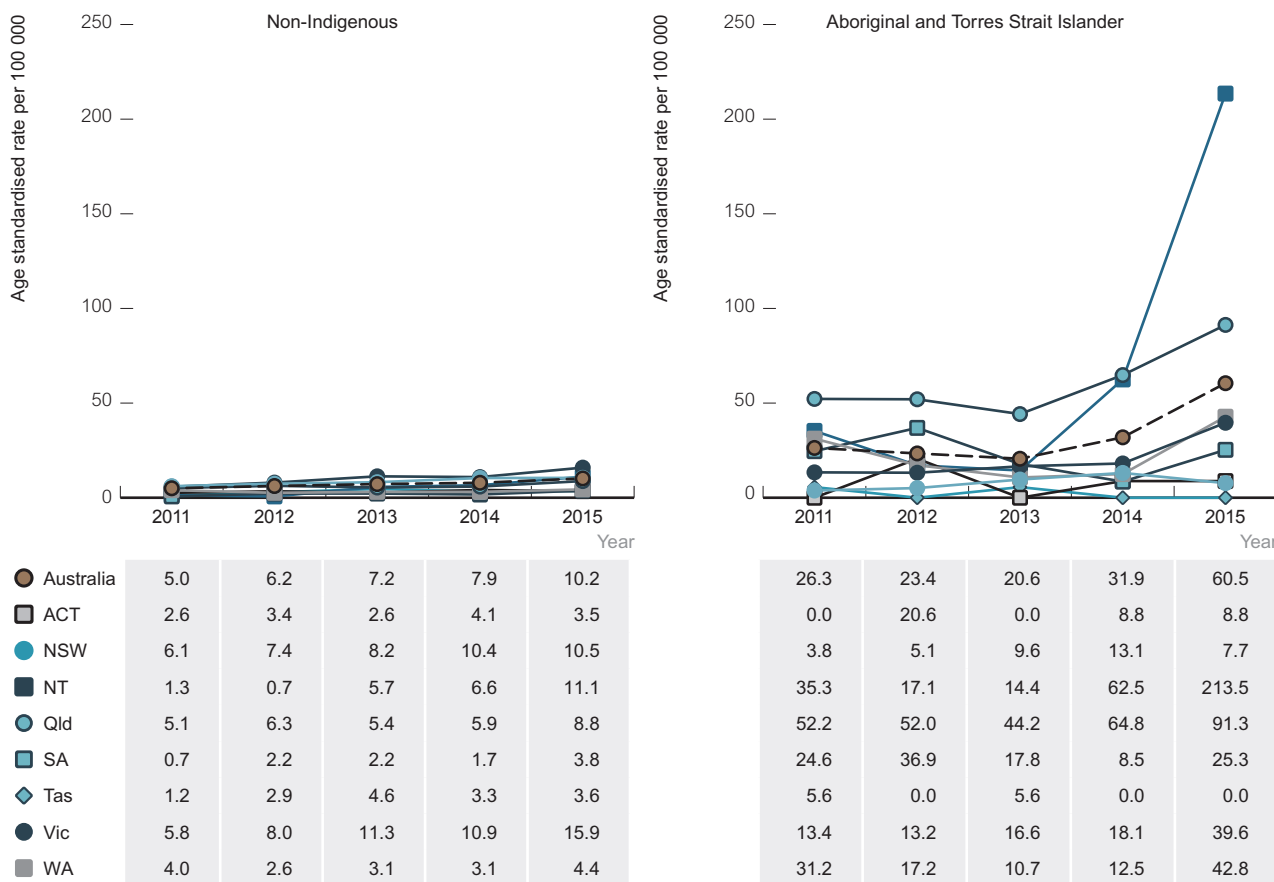 Non-Indigenous
Age standardised rate per 100 000
250
200
150
100
50
0
2011 2012 2013 2014 2015
Year
Aboriginal and Torres Strait Islander
Age standardised rate per 100 000
250
200
150
100
50
0
2011 2012 2013 2014 2015
Year
Australia 5.0 6.2 7.2 7.9 10.2 26.3 23.4 20.6 31.9 60.5
ACT 2.6 3.4 2.6 4.1 3.5 0.0 20.6 0.0 8.8 8.8
NSW 6.1 7.4 8.2 10.4 10.5 3.8 5.1 9.6 13.1 7.7
NT 1.3 0.7 5.7 6.6 11.1 35.3 17.1 14.4 62.5 213.5
Qld 5.1 6.3 5.4 5.9 8.8 52.2 52.0 44.2 64.8 91.3
SA 0.7 2.2 2.2 1.7 3.8 24.6 36.9 17.8 8.5 25.3
Tas 1.2 2.9 4.6 3.3 3.6 5.6 0.0 5.6 0.0 0.0
Vic 5.8 8.0 11.3 10.9 15.9 13.4 13.2 16.6 18.1 39.6
WA 4.0 2.6 3.1 3.1 4.4 31.2 17.2 10.7 12.5 42.8